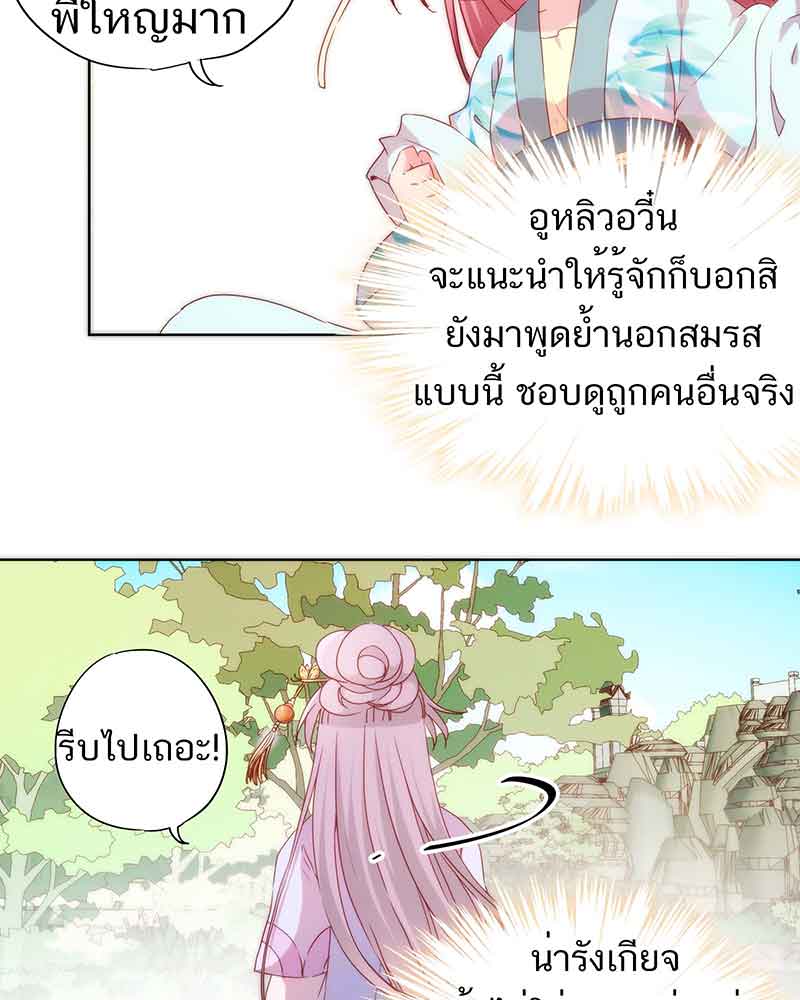 พี่ใหญ่มาก
อูหลิวอวิ๋น
จะแนะนำให้รู้จักก็บอกสิ
ยังมาพูดย้ำนอกสมรส
แบบนี้ ชอบดูถูกคนอื่นจริง
รีบไปเถอะ!
น่ารังเกียจ